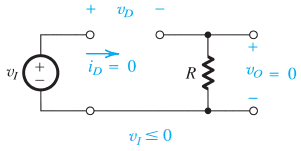 + v_D −
v_I
+
−
i_D = 0
R
+
v_O = 0
−
v_I ≤ 0